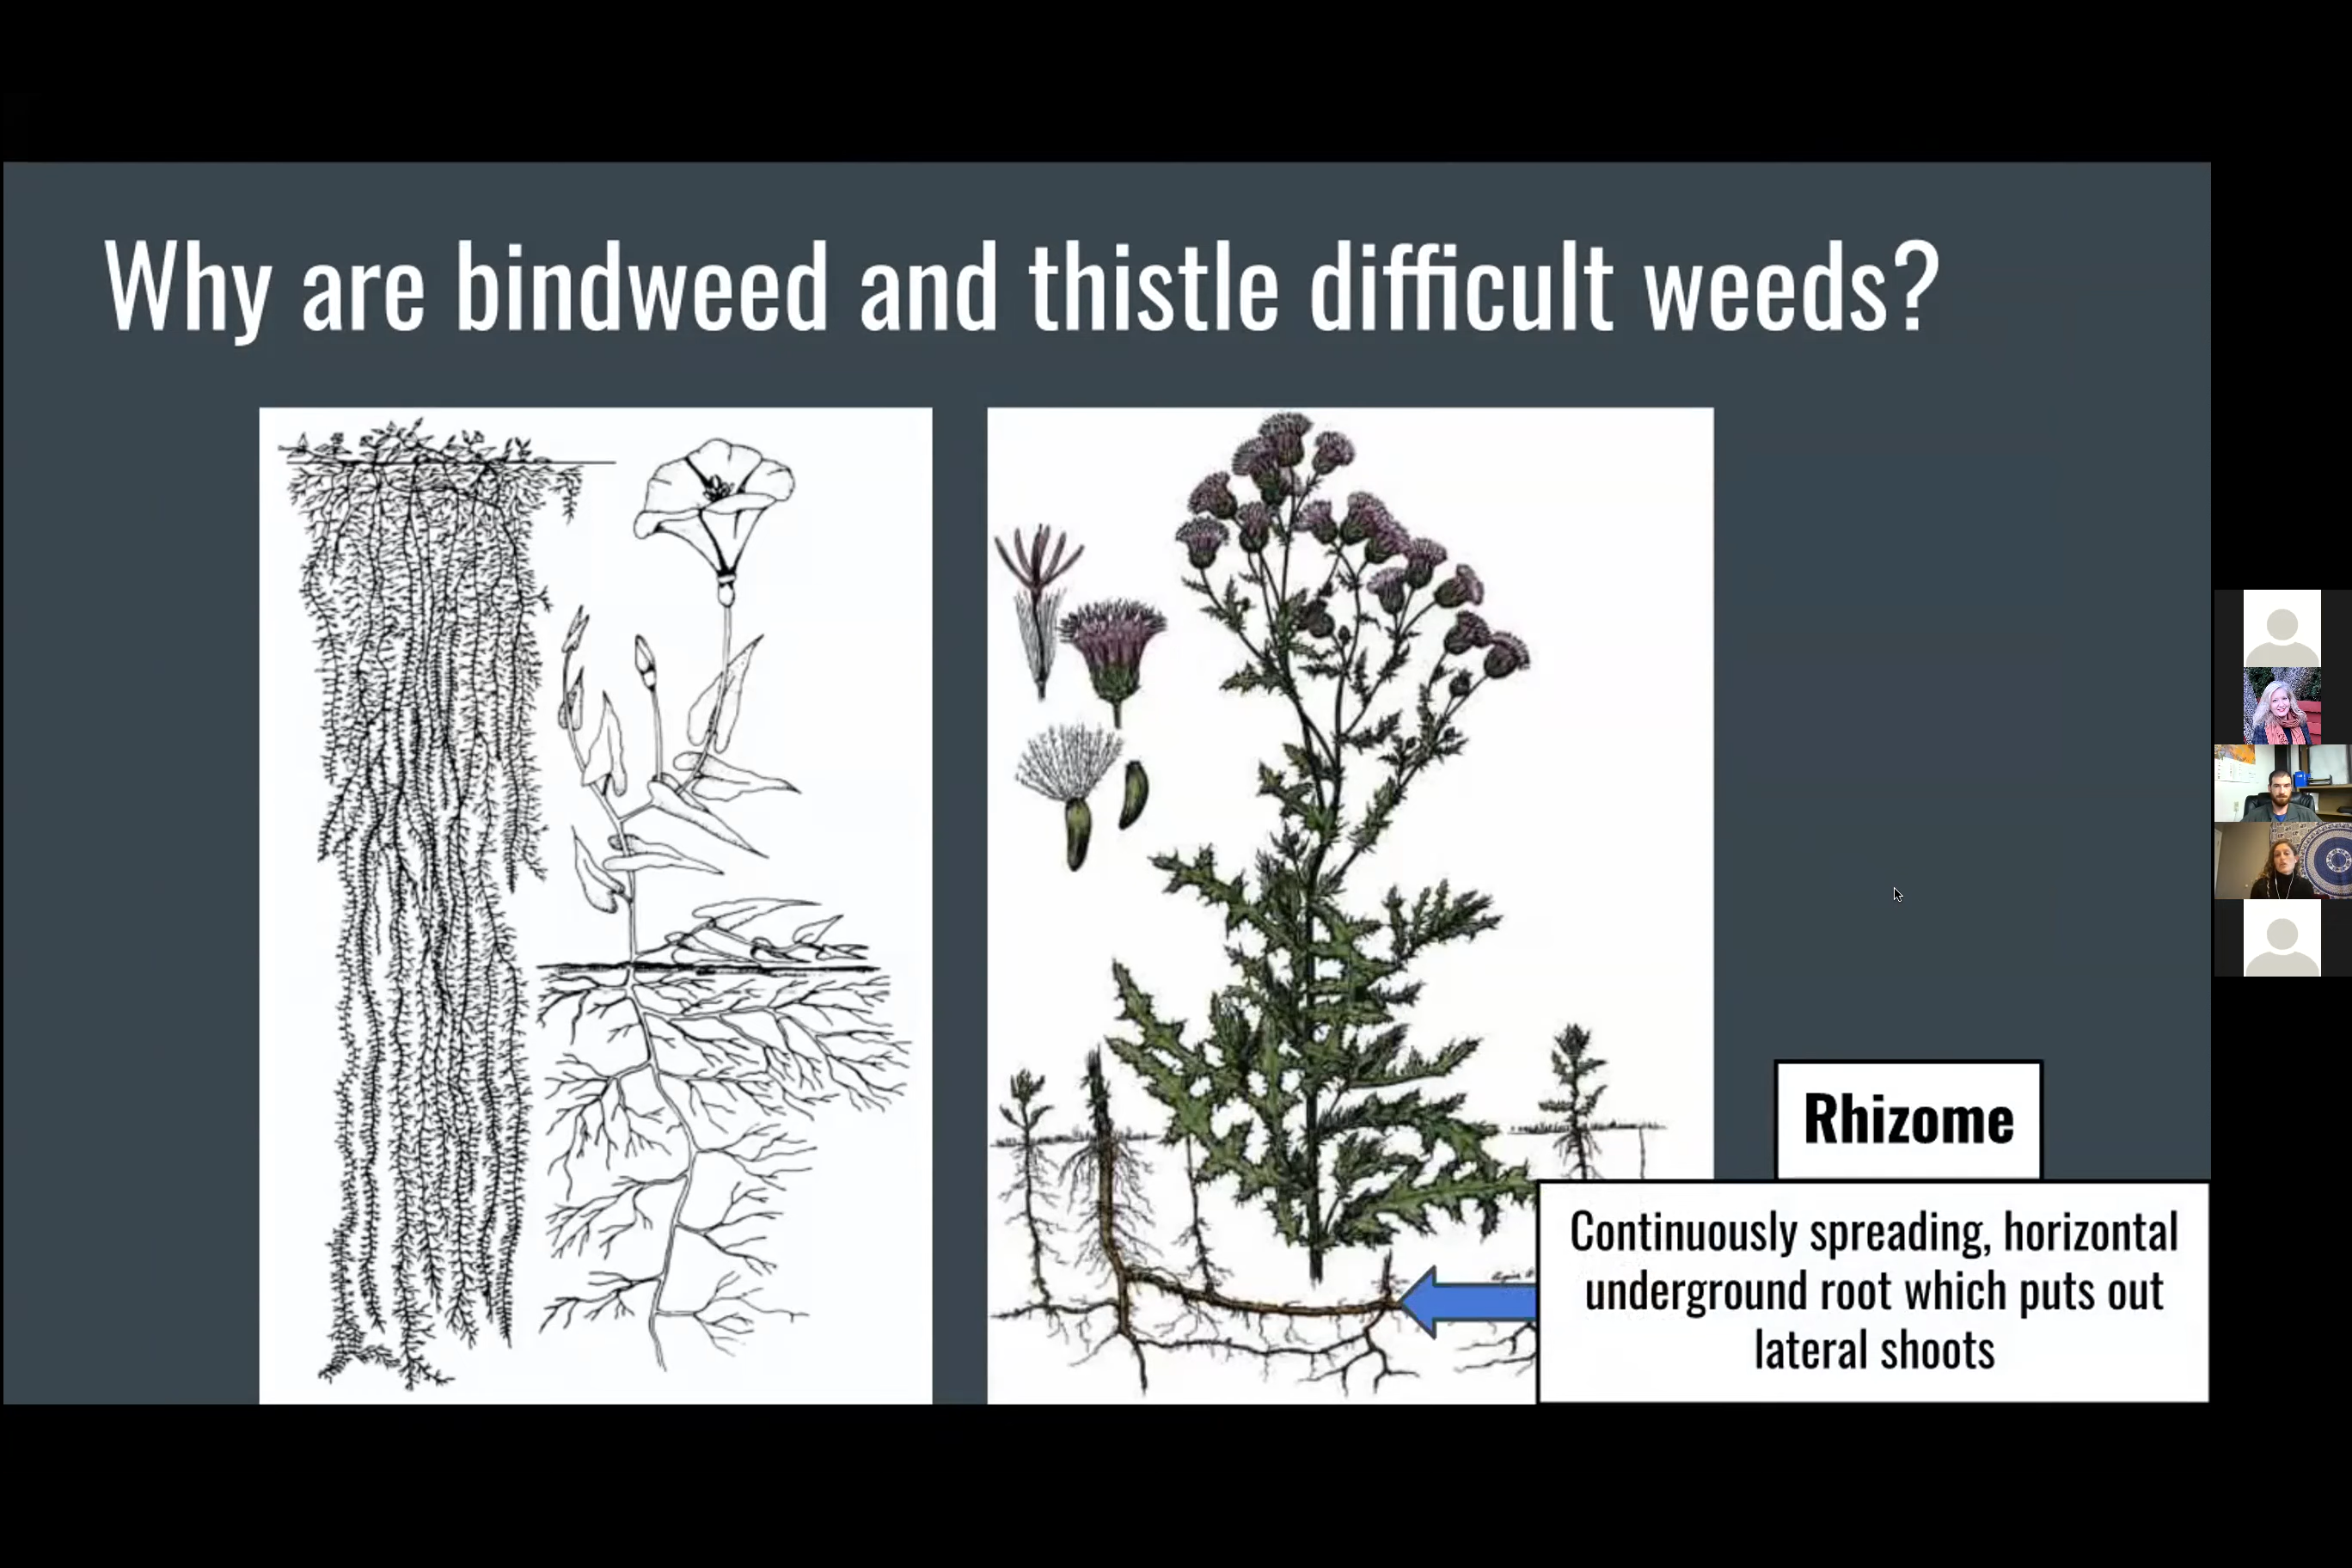 Why are bindweed and thistle difficult weeds?
Rhizome
Continuously spreading, horizontal
underground root which puts out
lateral shoots